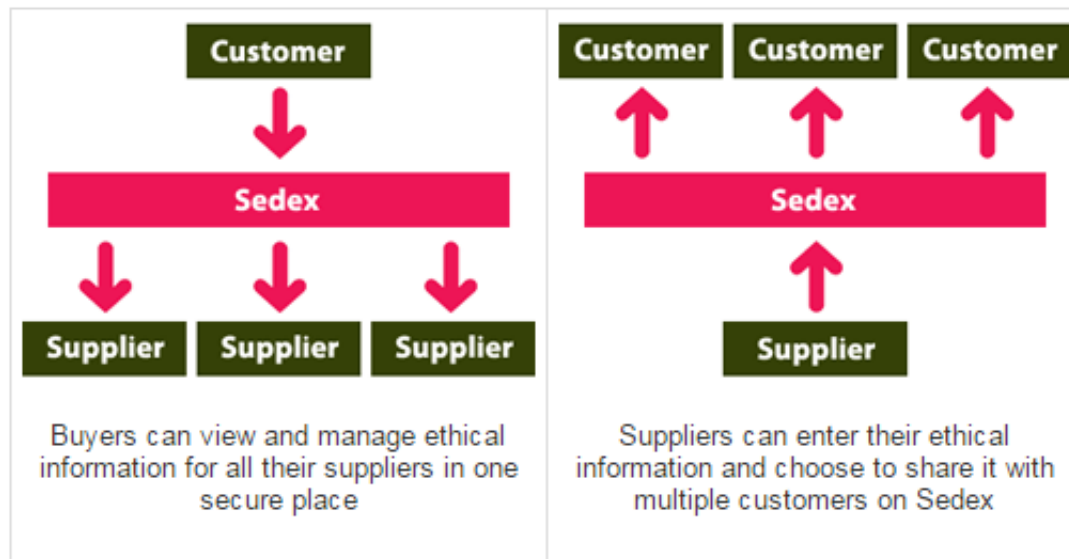 Customer
Sedex
Supplier Supplier Supplier
Buyers can view and manage ethical
information for all their suppliers in one
secure place
Customer Customer Customer
Sedex
Supplier
Suppliers can enter their ethical
information and choose to share it with
multiple customers on Sedex